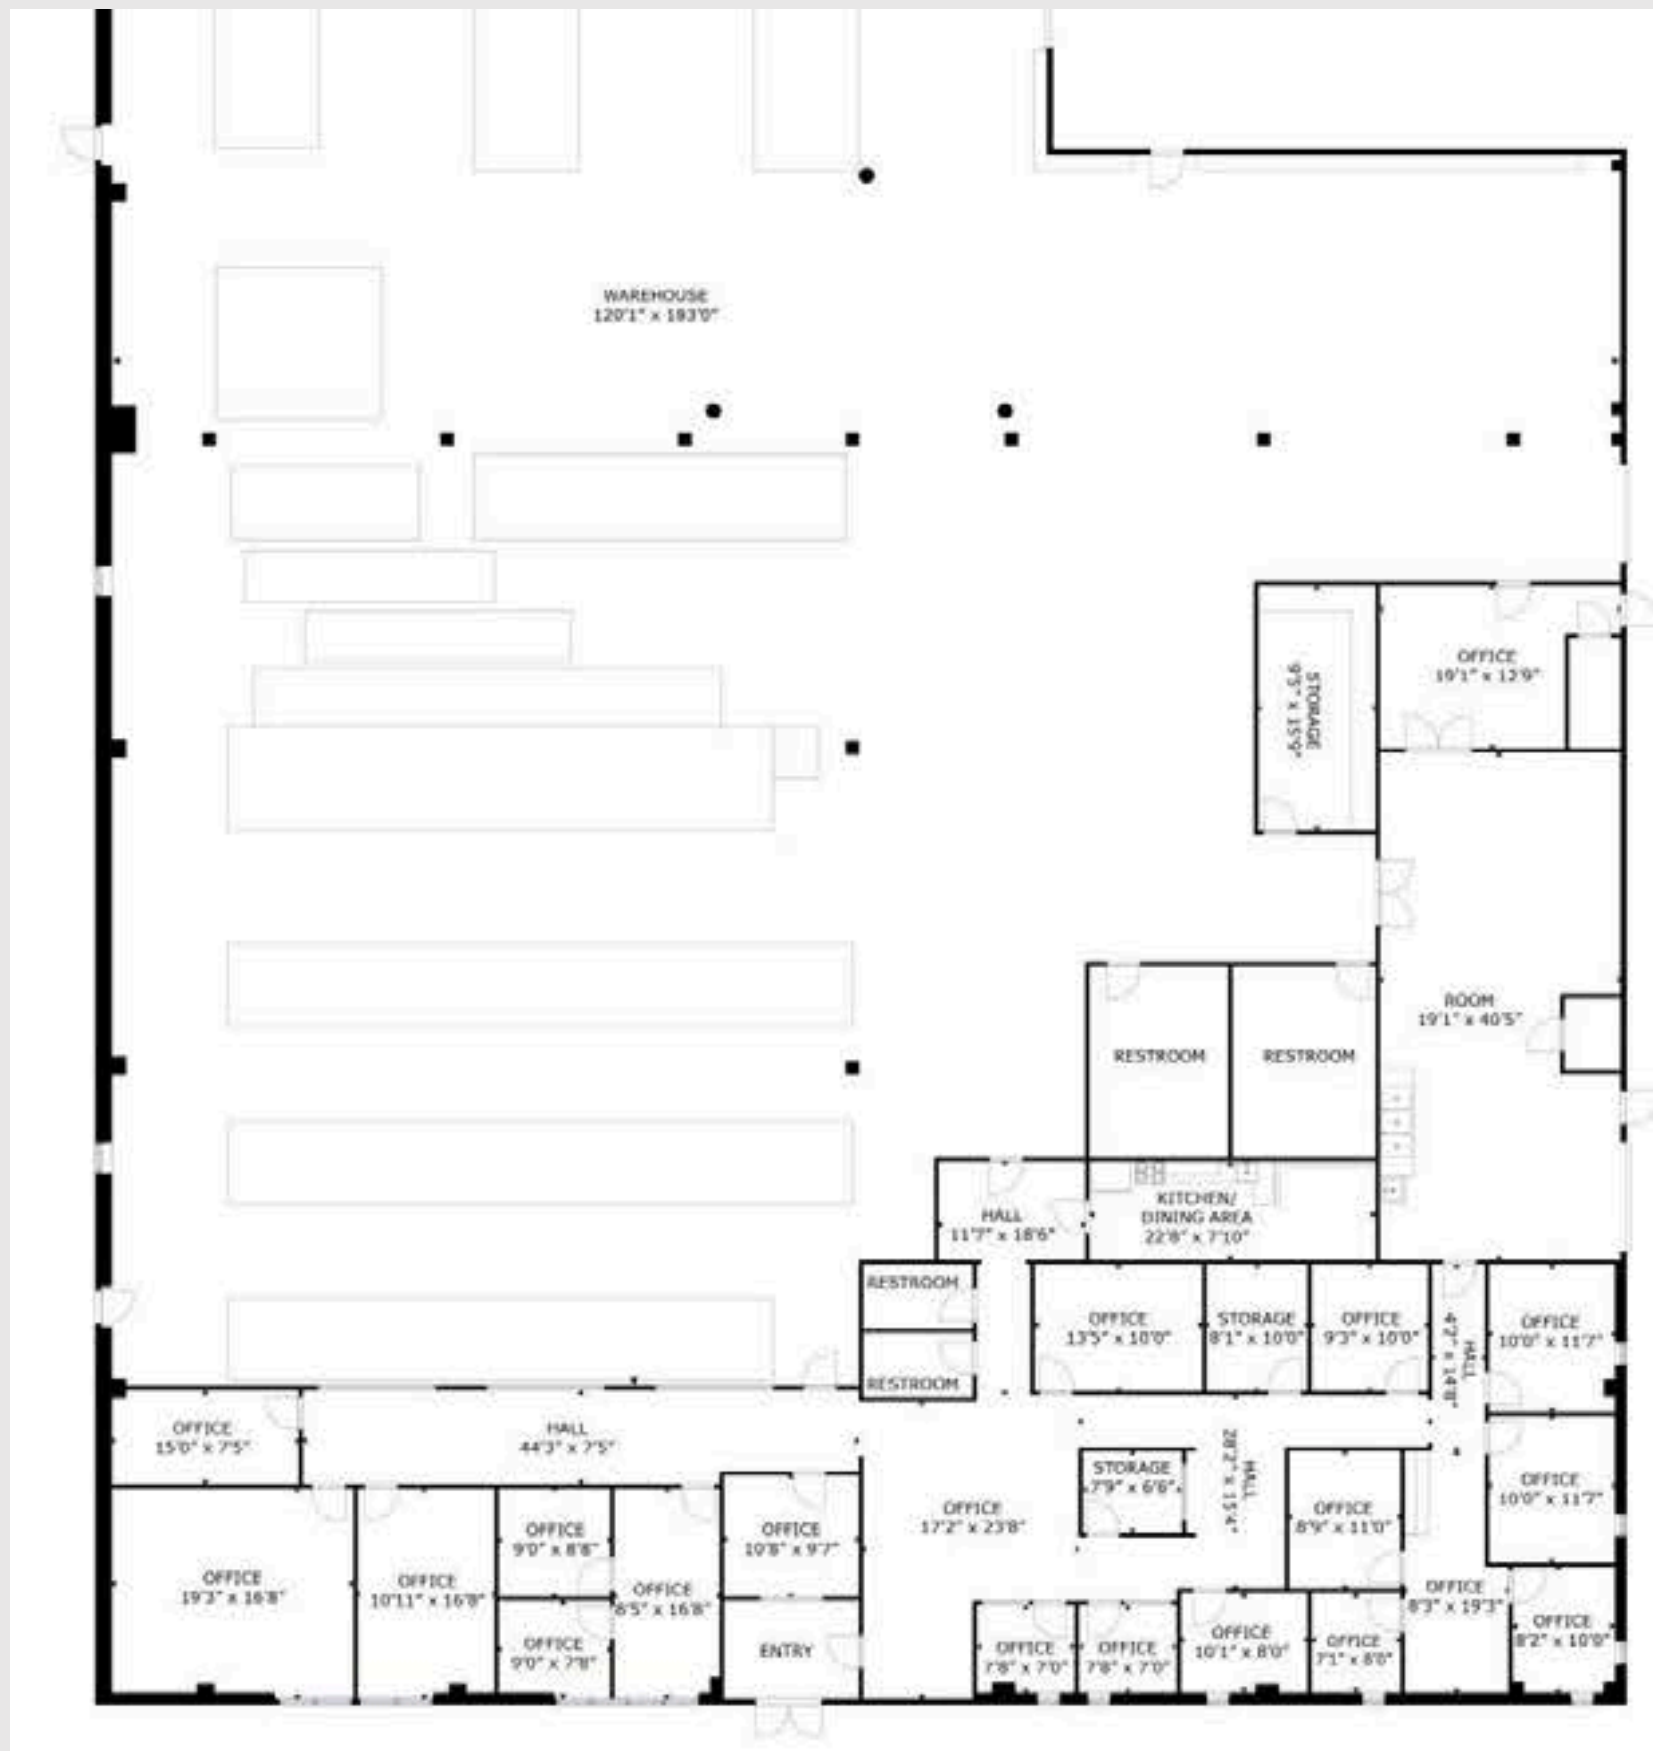 WAREHOUSE
120'1" x 193'0"
OFFICE
19'1" x 12'9"
STORAGE
9'5" x 15'9"
ROOM
19'1" x 40'5"
RESTROOM
RESTROOM
KITCHEN/
DINING AREA
22'8" x 7'10"
HALL
11'7" x 18'6"
RESTROOM
RESTROOM
OFFICE
13'5" x 10'0"
STORAGE
8'1" x 10'0"
OFFICE
9'3" x 10'0"
HALL
4'2" x 14'8"
OFFICE
10'0" x 11'7"
OFFICE
15'0" x 7'5"
HALL
44'3" x 7'5"
STORAGE
7'9" x 6'6"
HALL
28'2" x 15'4"
OFFICE
8'9" x 11'0"
OFFICE
10'0" x 11'7"
OFFICE
17'2" x 23'8"
OFFICE
19'3" x 16'8"
OFFICE
10'11" x 16'8"
OFFICE
9'0" x 8'8"
OFFICE
8'5" x 16'8"
OFFICE
10'8" x 9'7"
OFFICE
9'0" x 7'8"
ENTRY
OFFICE
7'8" x 7'0"
OFFICE
7'8" x 7'0"
OFFICE
10'1" x 8'0"
OFFICE
7'1" x 8'0"
OFFICE
8'3" x 19'3"
OFFICE
8'2" x 10'0"